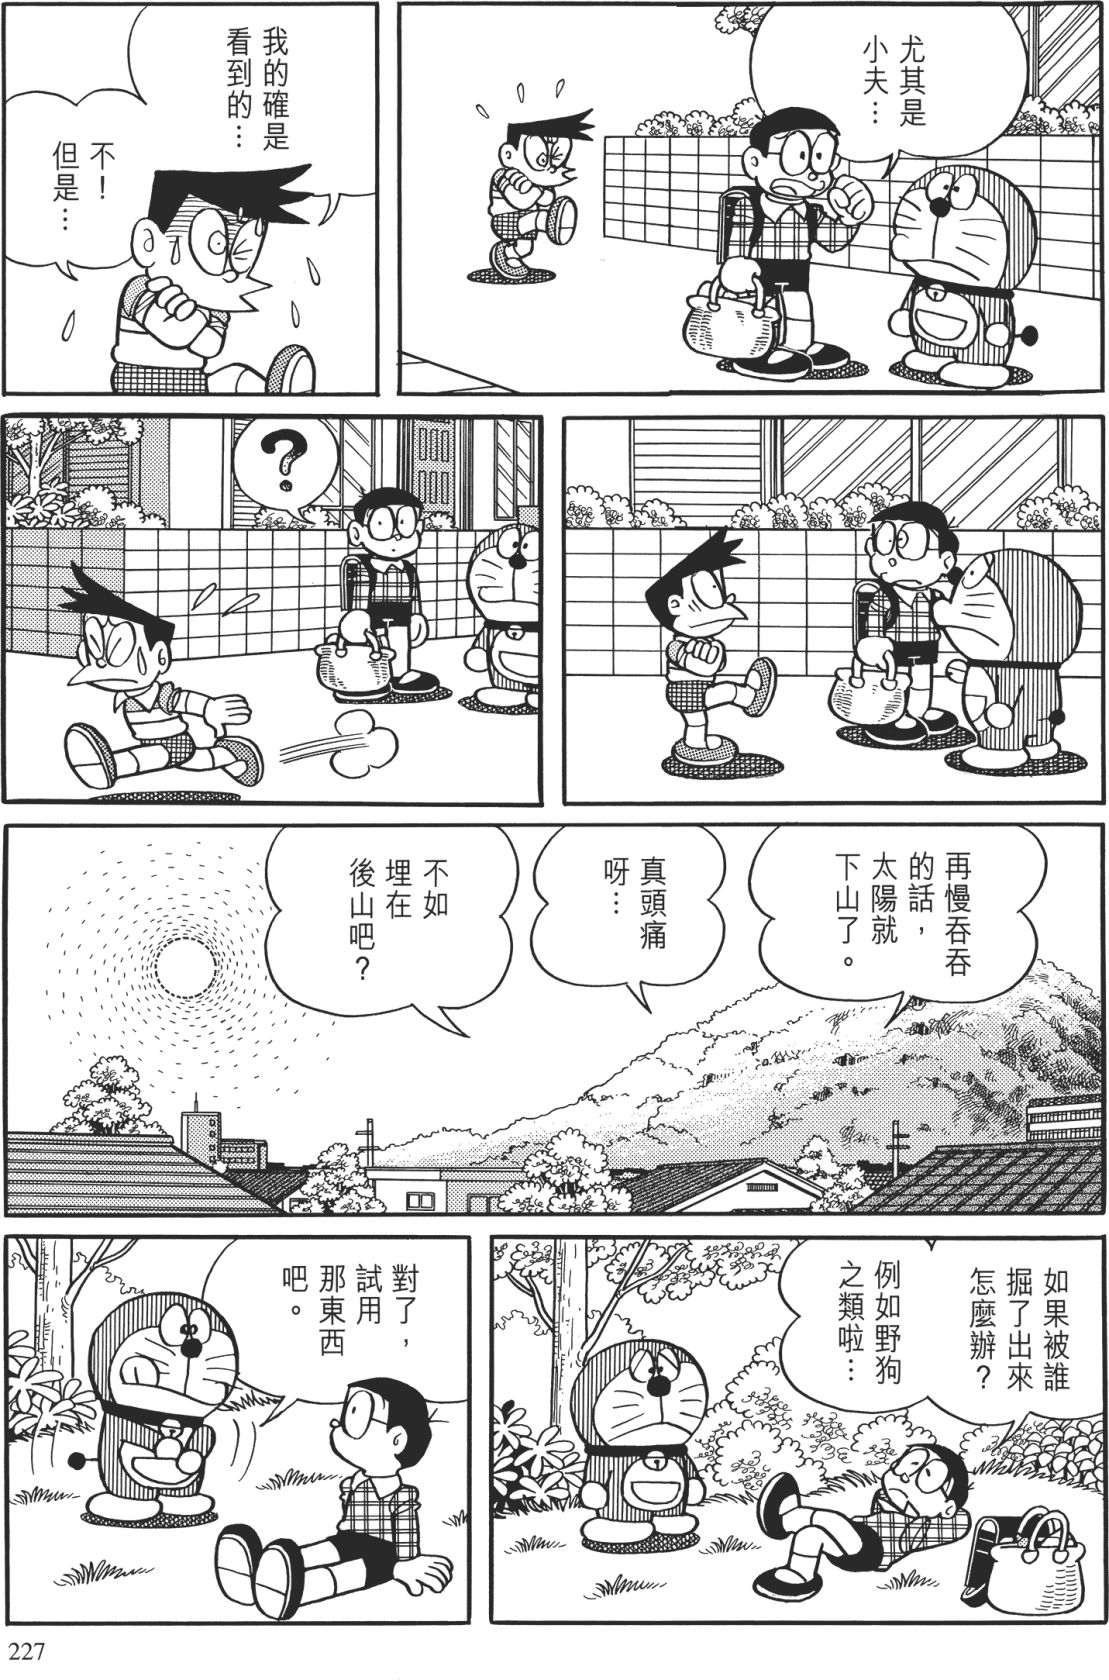 尤其是
小夫…
我的確是
看到的…
不！
但是…
?
再慢吞吞
的話，
太陽就
下山了。
真頭痛
呀…
不如
埋在
後山吧？
如果被誰
掘了出來
怎麼辦？
例如野狗
之類啦…
對了，
試用
那東西
吧。
227